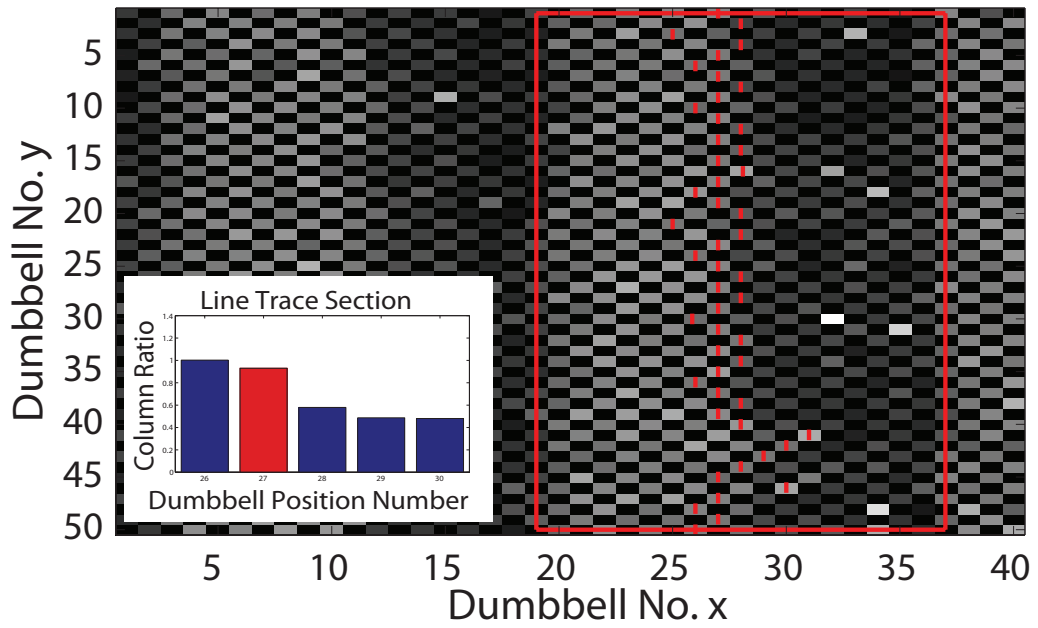 5
10
15
20
25
30
35
40
45
50
Dumbbell No. y
Line Trace Section
1.4
1.2
1
0.8
0.6
0.4
0.2
0
Column Ratio
26 27 28 29 30
Dumbbell Position Number
5 10 15 20 25 30 35 40
Dumbbell No. x